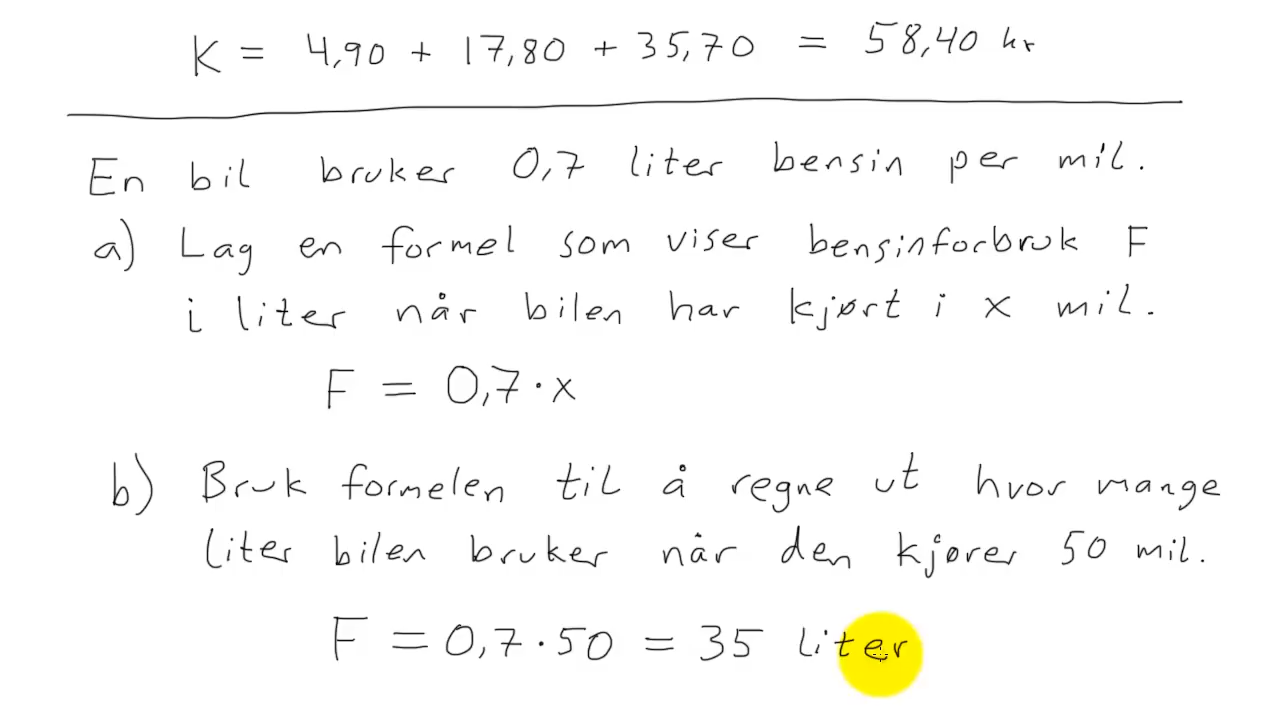 K = 4,90 + 17,80 + 35,70 = 58,40 kr
En bil bruker 0,7 liter bensin per mil.
a) Lag en formel som viser bensinforbruk F
i liter når bilen har kjørt i x mil.
F = 0,7 · x
b) Bruk formelen til å regne ut hvor mange
liter bilen bruker når den kjører 50 mil.
F = 0,7 · 50 = 35 liter